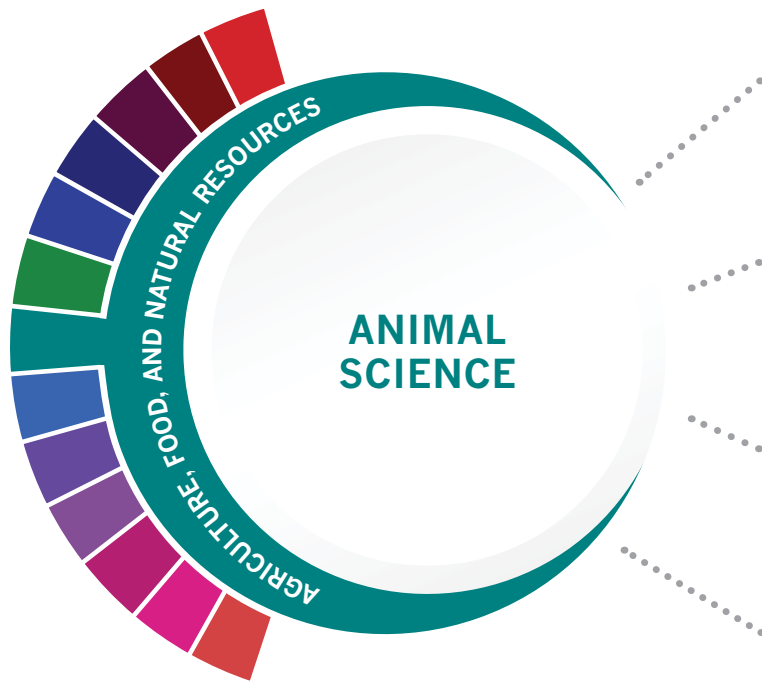 AGRICULTURE, FOOD, AND NATURAL RESOURCES
ANIMAL
SCIENCE